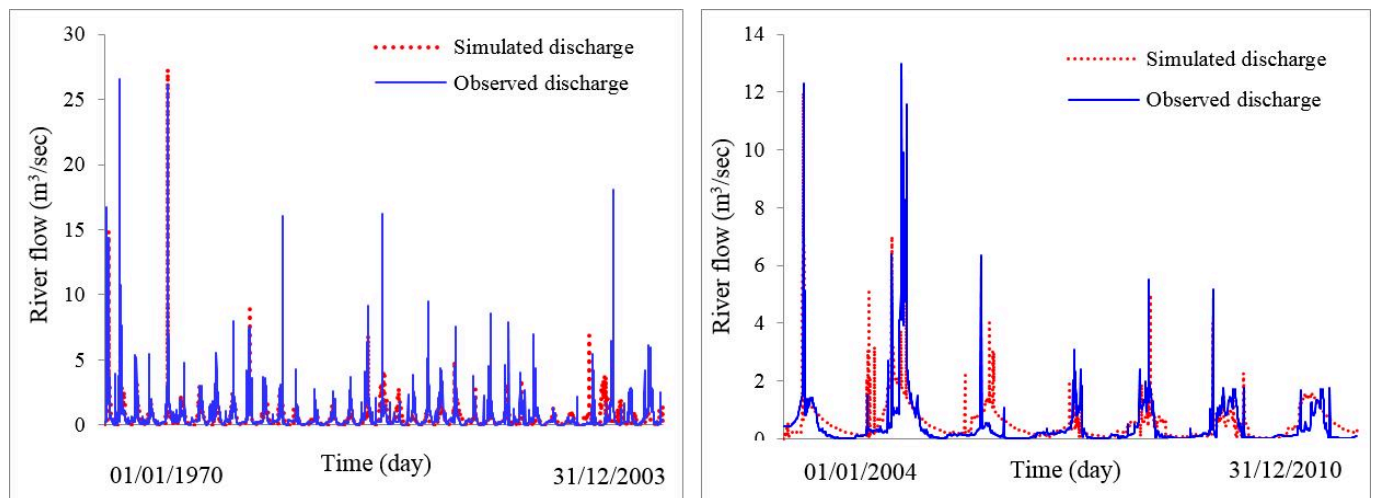 30
25
20
15
10
5
0
River flow (m³/sec)
Simulated discharge
Observed discharge
Time (day)
01/01/1970
31/12/2003
14
12
10
8
6
4
2
0
River flow (m³/sec)
Simulated discharge
Observed discharge
01/01/2004
Time (day)
31/12/2010